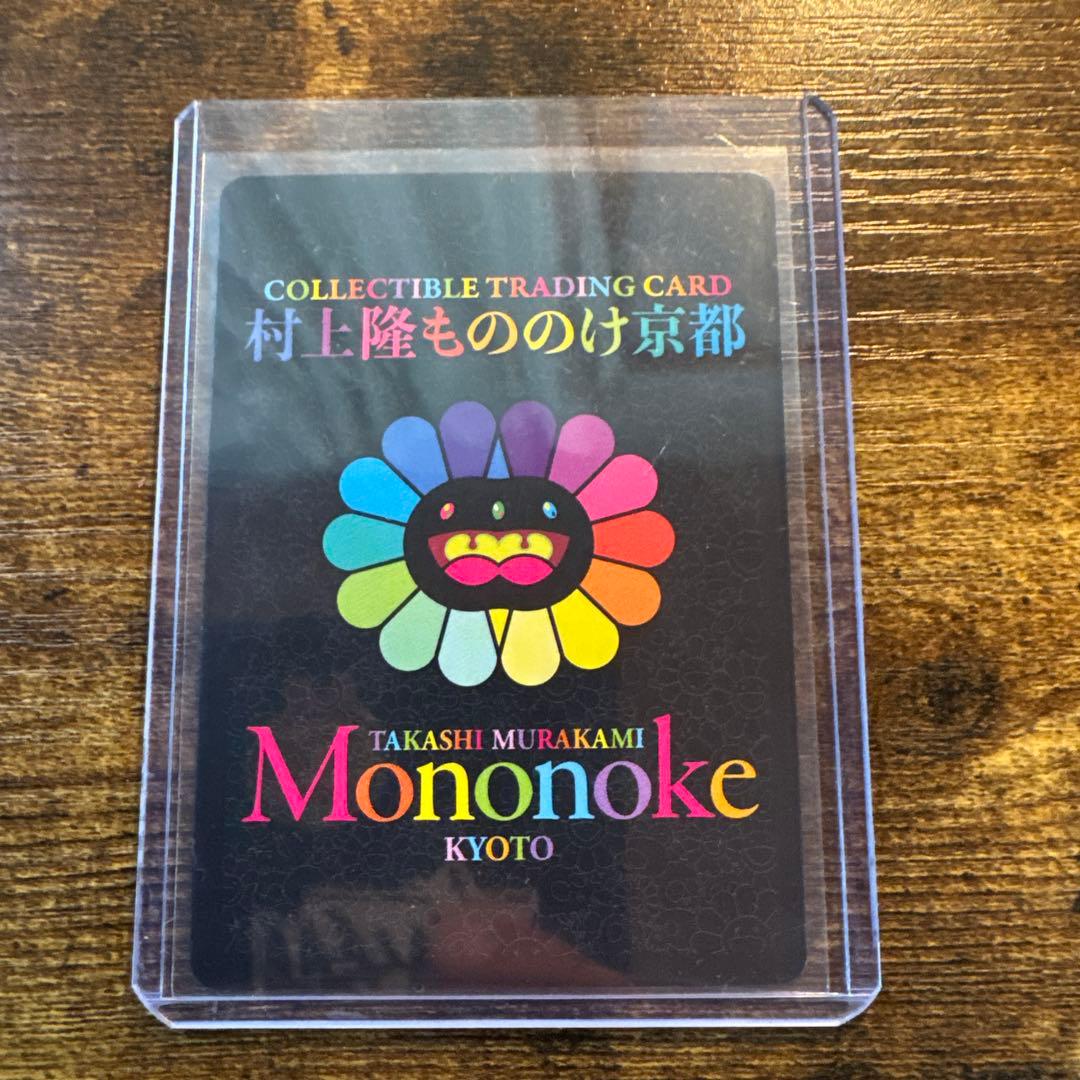 COLLECTIBLE TRADING CARD
村上隆もののけ京都
TAKASHI MURAKAMI
Mononoke
KYOTO